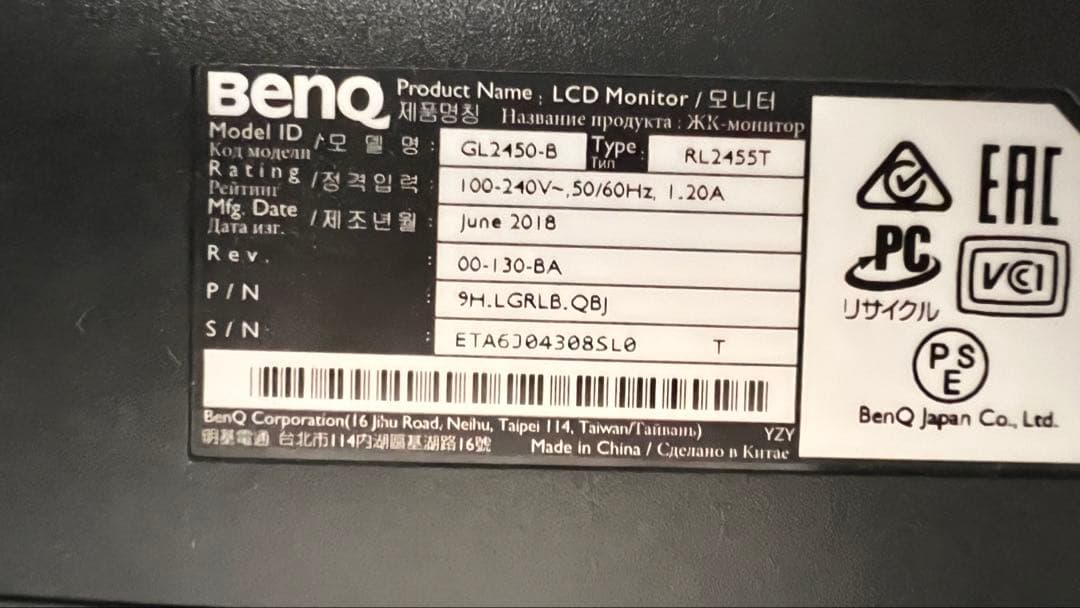 BenQ
Product Name : LCD Monitor / 모니터
제품명칭 Название продукта : ЖК-монитор
Model ID / 모델명 : GL2450-B Type : RL2455T
Код модели Тип
Rating / 정격입력 : 100-240V~,50/60Hz, 1.20A
Рейтинг
Mfg. Date / 제조년월 : June 2018
Дата изг.
Rev. : 00-130-BA
P/N : 9H.LGRLB.QBJ
S/N : ETA6J04308SL0 T
BenQ Corporation(16 Jihu Road, Neihu, Taipei 114, Taiwan/Тайвань)
YZY
明基電通 台北市114內湖區基湖路16號 Made in China / Сделано в Китае
EAC
PC
リサイクル
VCCI
PSE
BenQ Japan Co., Ltd.